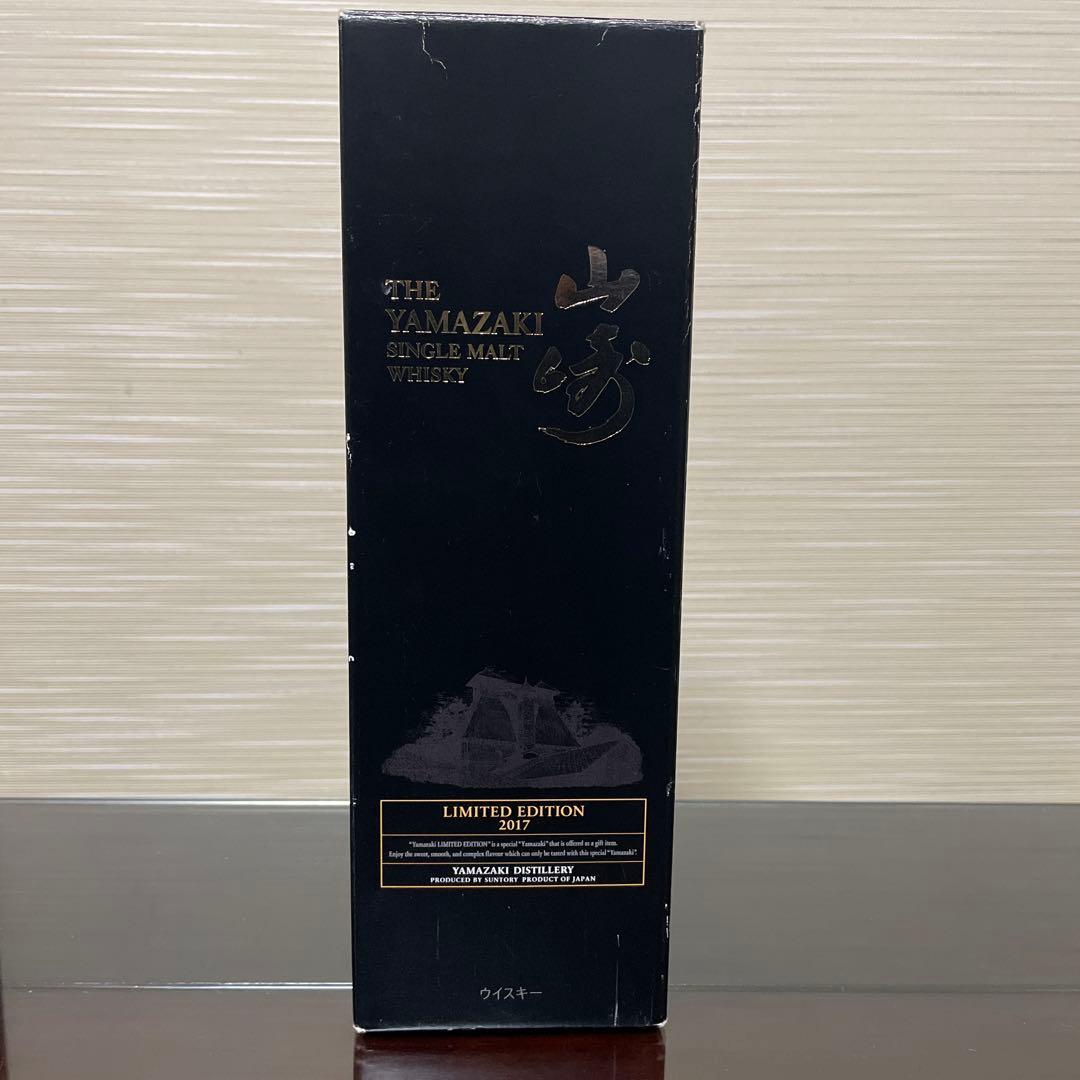 THE
YAMAZAKI
SINGLE MALT
WHISKY
山崎
LIMITED EDITION
2017
"Yamazaki LIMITED EDITION" is a special "Yamazaki" that is offered as a gift item.
Enjoy the sweet, smooth, and complex flavour which can only be tasted with this special "Yamazaki".
YAMAZAKI DISTILLERY
PRODUCED BY SUNTORY PRODUCT OF JAPAN
ウイスキー